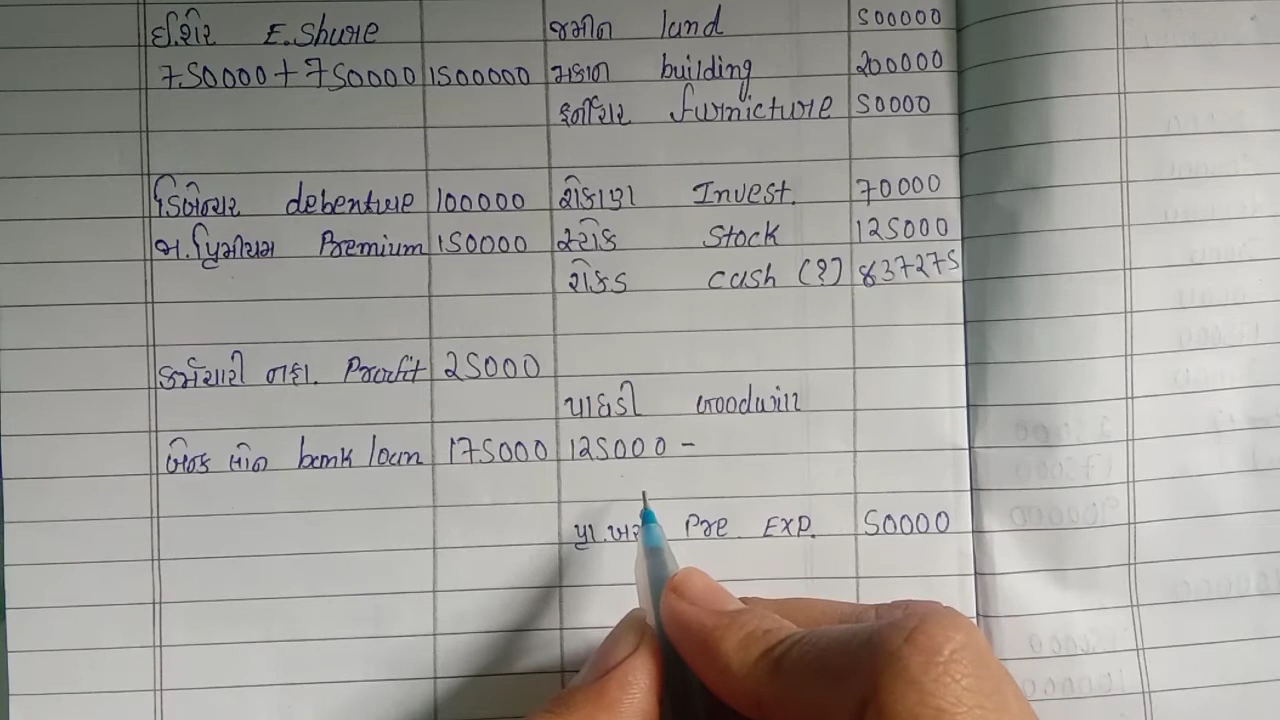 ઈ.શેર E. Share જમીન land 500000
750000 + 750000 1500000 મકાન building 200000
ફર્નિચર furnicture 50000
ડિબેન્ચર debenture 100000 રોકાણ Invest. 70000
જા.પ્રિમીયમ Premium 150000 સ્ટોક Stock 125000
રોકડ cash (?) 837275
કર્મચારી નફા. Profit 25000
પાઘડી Goodwill
બેંક લોન bank loan 175000 125000 -
પ્રા.ખર્ Pre. EXP. 50000